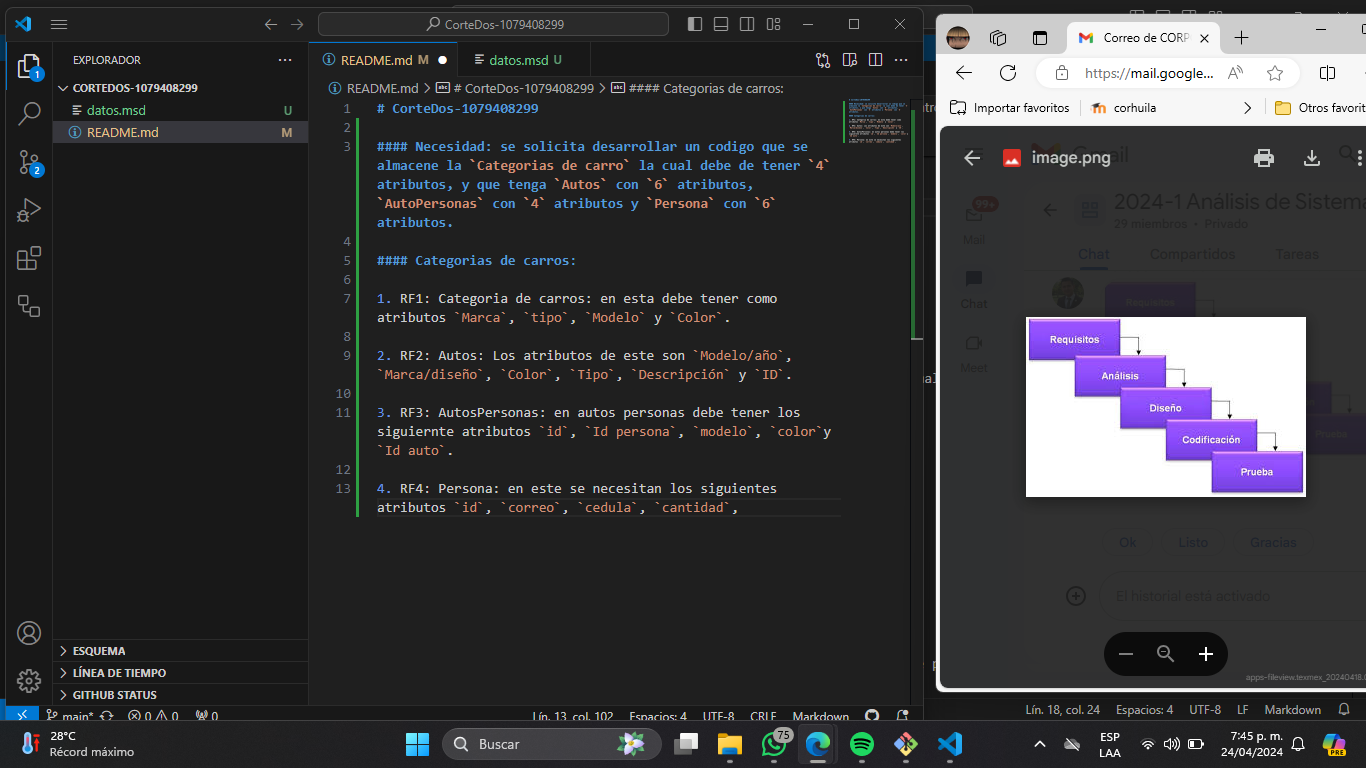 CorteDos-1079408299
EXPLORADOR
CORTEDOS-1079408299
datos.msd U
README.md M
ESQUEMA
LÍNEA DE TIEMPO
GITHUB STATUS
1
2
README.md M
datos.msd U
README.md > # CorteDos-1079408299 > #### Categorias de carros:
1 # CorteDos-1079408299
2
3 #### Necesidad: se solicita desarrollar un codigo que se
almacene la `Categorias de carro` la cual debe de tener `4`
atributos, y que tenga `Autos` con `6` atributos,
`AutoPersonas` con `4` atributos y `Persona` con `6`
atributos.
4
5 #### Categorias de carros:
6
7 1. RF1: Categoria de carros: en esta debe tener como
atributos `Marca`, `tipo`, `Modelo` y `Color`.
8
9 2. RF2: Autos: Los atributos de este son `Modelo/año`,
`Marca/diseño`, `Color`, `Tipo`, `Descripción` y `ID`.
10
11 3. RF3: AutosPersonas: en autos personas debe tener los
siguiernte atributos `id`, `Id persona`, `modelo`, `color`y
`Id auto`.
12
13 4. RF4: Persona: en este se necesitan los siguientes
atributos `id`, `correo`, `cedula`, `cantidad`,
main* 0 0 0
Lín. 13, col. 102 Espacios: 4 UTF-8 CRLF Markdown
Correo de CORP
https://mail.google...
Importar favoritos corhuila Otros favorit
image.png
Gmail
99+
Mail
Chat
Meet
2024-1 Análisis de Sistema
29 miembros • Privado
Chat Compartidos Tareas
Requisitos
Requisitos
Análisis
Diseño
Codificación
Prueba
Prueba
Ok Listo Gracias
El historial está activado
Lín. 18, col. 24 Espacios: 4 UTF-8 LF Markdown
28°C
Récord máximo
Buscar
75
ESP
LAA
7:45 p. m.
24/04/2024
PRE